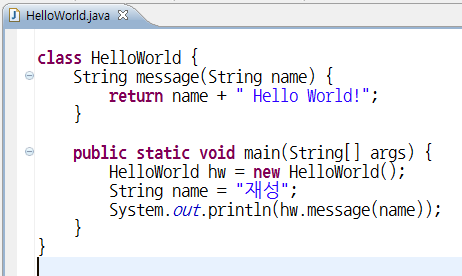 HelloWorld.java
class HelloWorld {
    String message(String name) {
        return name + " Hello World!";
    }

    public static void main(String[] args) {
        HelloWorld hw = new HelloWorld();
        String name = "재성";
        System.out.println(hw.message(name));
    }
}